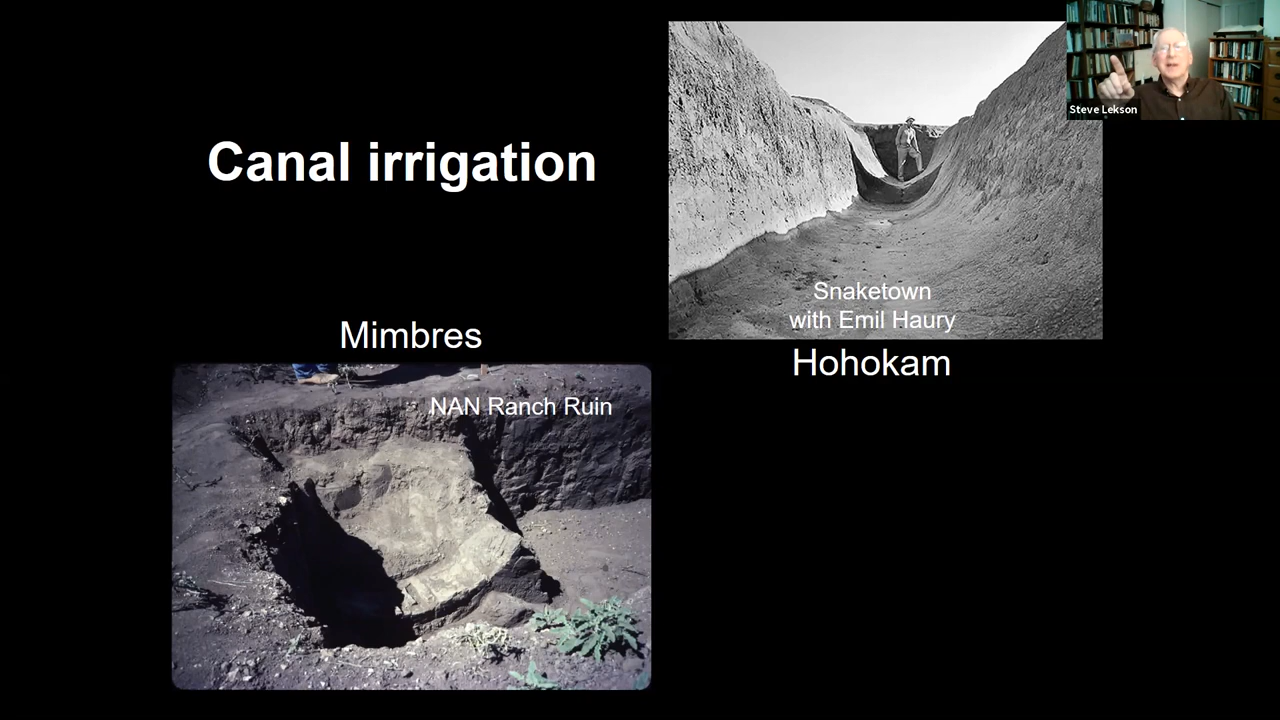 Canal irrigation
Steve Lekson
Snaketown
with Emil Haury
Mimbres
Hohokam
NAN Ranch Ruin